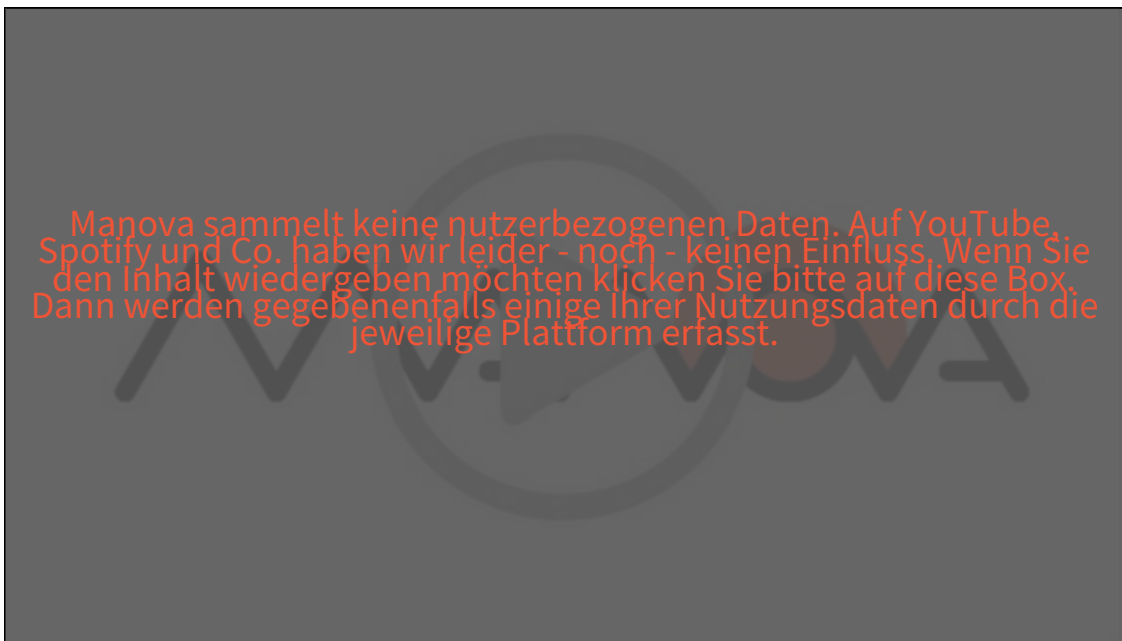 Manova sammelt keine nutzerbezogenen Daten. Auf YouTube,
Spotify und Co. haben wir leider - noch - keinen Einfluss. Wenn Sie
den Inhalt wiedergeben möchten klicken Sie bitte auf diese Box.
Dann werden gegebenenfalls einige Ihrer Nutzungsdaten durch die
jeweilige Plattform erfasst.
MANOVA